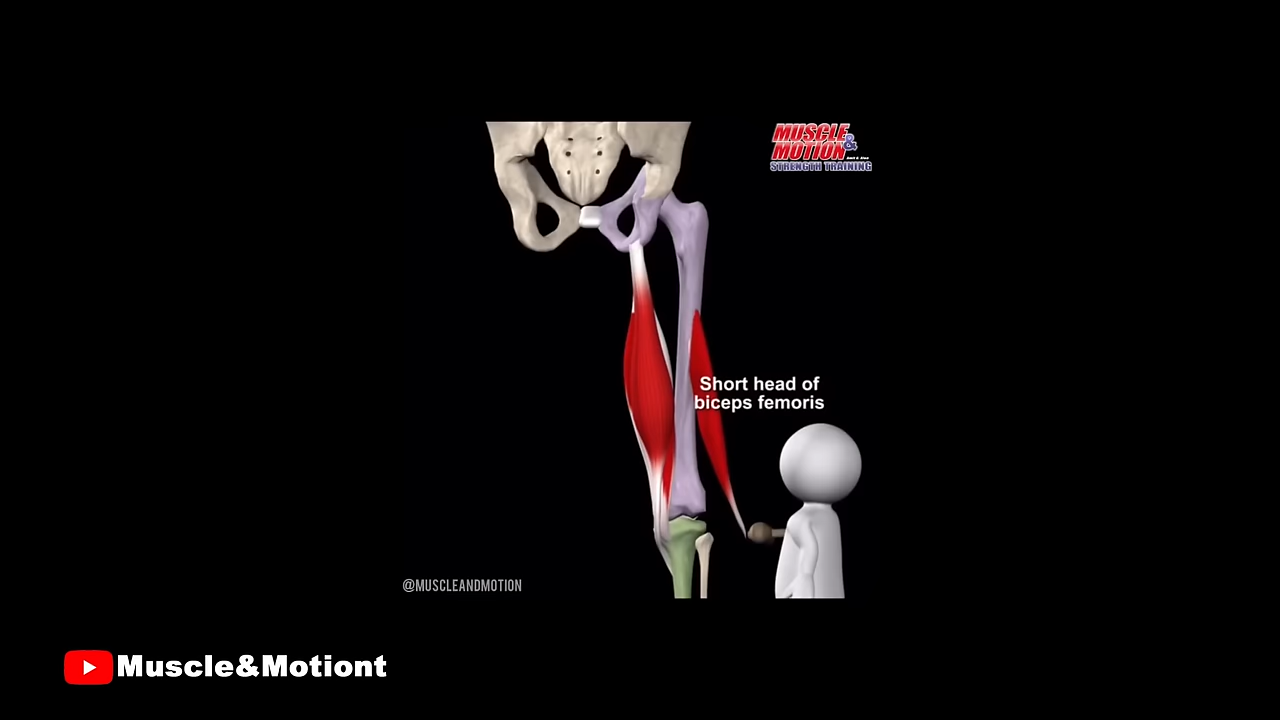 MUSCLE &
MOTION
STRENGTH TRAINING
Short head of
biceps femoris
@MUSCLEANDMOTION
Muscle&Motiont